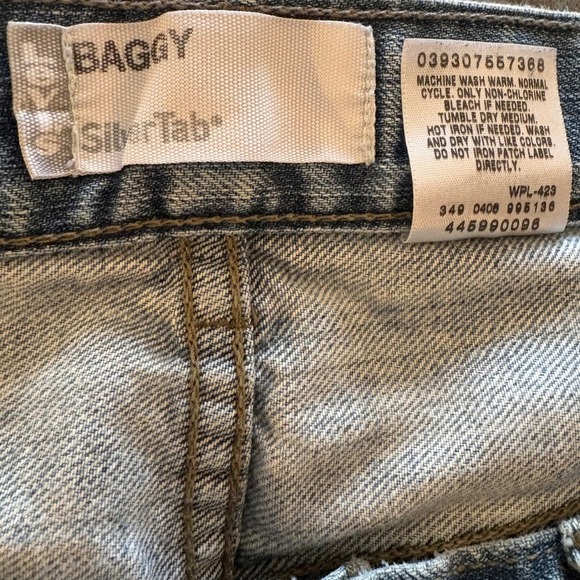 BAGGY
SilverTab®
039307557368
MACHINE WASH WARM. NORMAL
CYCLE. ONLY NON-CHLORINE
BLEACH IF NEEDED.
TUMBLE DRY MEDIUM.
HOT IRON IF NEEDED. WASH
AND DRY WITH LIKE COLORS.
DO NOT IRON PATCH LABEL
DIRECTLY.
WPL-423
349 0406 995136
445990096